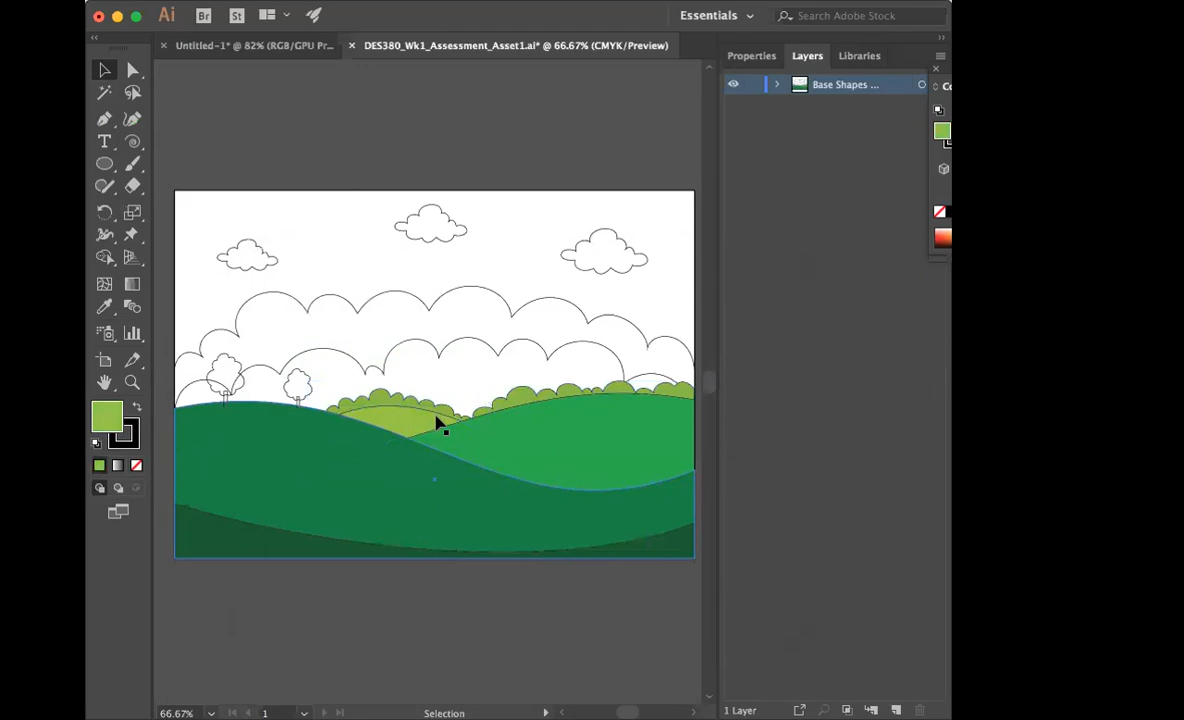 Ai Br St Essentials Search Adobe Stock
Untitled-1* @ 82% (RGB/GPU Pr... DES380_Wk1_Assessment_Asset1.ai* @ 66.67% (CMYK/Preview) Properties Layers Libraries
Base Shapes ... Co
66.67% 1 Selection 1 Layer